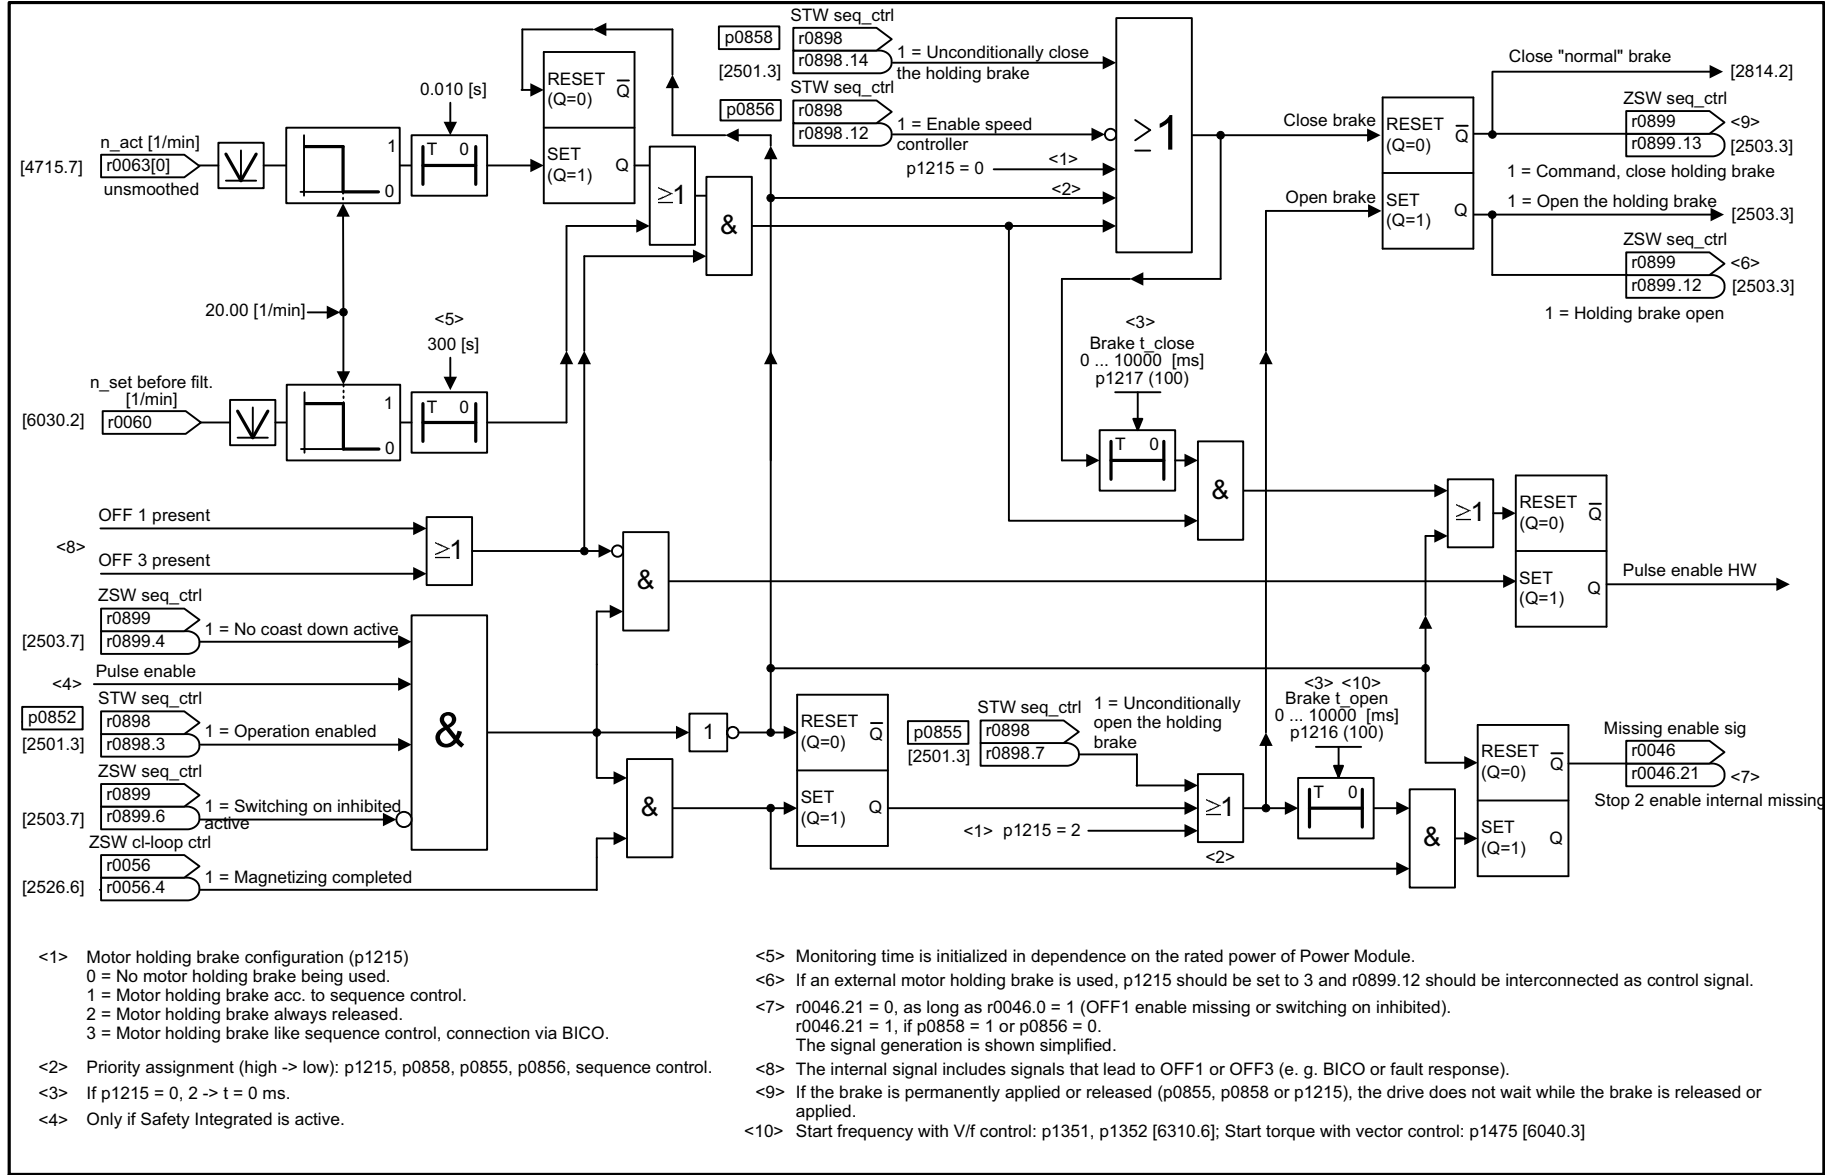 STW seq_ctrl
p0858
r0898
r0898.14
[2501.3]
1 = Unconditionally close
the holding brake
STW seq_ctrl
p0856
r0898
r0898.12
1 = Enable speed
controller
p1215 = 0
<1>
<2>
≥1
0.010 [s]
RESET
(Q=0)
Q̅
SET
(Q=1)
Q
n_act [1/min]
[4715.7]
r0063[0]
unsmoothed
1
0
T 0
≥1
&
Close brake
Open brake
RESET
(Q=0)
Q̅
SET
(Q=1)
Q
Close "normal" brake
[2814.2]
ZSW seq_ctrl
r0899
<9>
r0899.13
[2503.3]
1 = Command, close holding brake
1 = Open the holding brake
[2503.3]
ZSW seq_ctrl
r0899
<6>
r0899.12
[2503.3]
1 = Holding brake open
20.00 [1/min]
<5>
300 [s]
n_set before filt.
[1/min]
[6030.2]
r0060
1
0
T 0
<3>
Brake t_close
0 ... 10000 [ms]
p1217 (100)
T 0
&
≥1
RESET
(Q=0)
Q̅
SET
(Q=1)
Q
Pulse enable HW
OFF 1 present
<8>
OFF 3 present
≥1
&
ZSW seq_ctrl
r0899
[2503.7]
r0899.4
1 = No coast down active
Pulse enable
<4>
STW seq_ctrl
p0852
r0898
[2501.3]
r0898.3
1 = Operation enabled
ZSW seq_ctrl
r0899
[2503.7]
r0899.6
1 = Switching on inhibited
active
ZSW cl-loop ctrl
r0056
[2526.6]
r0056.4
1 = Magnetizing completed
&
1
&
RESET
(Q=0)
Q̅
SET
(Q=1)
Q
STW seq_ctrl
p0855
r0898
[2501.3]
r0898.7
1 = Unconditionally
open the holding
brake
<1> p1215 = 2
<2>
≥1
<3> <10>
Brake t_open
0 ... 10000 [ms]
p1216 (100)
T 0
&
RESET
(Q=0)
Q̅
SET
(Q=1)
Q
Missing enable sig
r0046
r0046.21
<7>
Stop 2 enable internal missing
<1> Motor holding brake configuration (p1215)
0 = No motor holding brake being used.
1 = Motor holding brake acc. to sequence control.
2 = Motor holding brake always released.
3 = Motor holding brake like sequence control, connection via BICO.
<2> Priority assignment (high -> low): p1215, p0858, p0855, p0856, sequence control.
<3> If p1215 = 0, 2 -> t = 0 ms.
<4> Only if Safety Integrated is active.
<5> Monitoring time is initialized in dependence on the rated power of Power Module.
<6> If an external motor holding brake is used, p1215 should be set to 3 and r0899.12 should be interconnected as control signal.
<7> r0046.21 = 0, as long as r0046.0 = 1 (OFF1 enable missing or switching on inhibited).
r0046.21 = 1, if p0858 = 1 or p0856 = 0.
The signal generation is shown simplified.
<8> The internal signal includes signals that lead to OFF1 or OFF3 (e. g. BICO or fault response).
<9> If the brake is permanently applied or released (p0855, p0858 or p1215), the drive does not wait while the brake is released or
applied.
<10> Start frequency with V/f control: p1351, p1352 [6310.6]; Start torque with vector control: p1475 [6040.3]